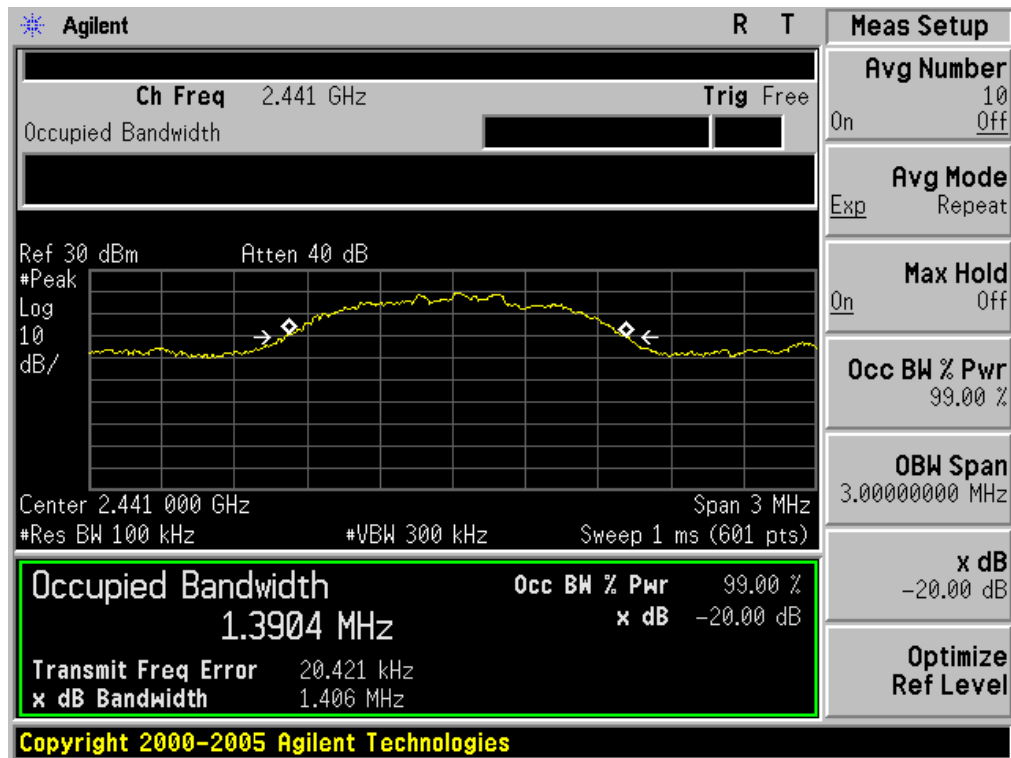 Agilent R T
Ch Freq 2.441 GHz Trig Free
Occupied Bandwidth
Ref 30 dBm Atten 40 dB
#Peak
Log
10
dB/
Center 2.441 000 GHz Span 3 MHz
#Res BW 100 kHz #VBW 300 kHz Sweep 1 ms (601 pts)
Occupied Bandwidth Occ BW % Pwr 99.00 %
1.3904 MHz x dB -20.00 dB
Transmit Freq Error 20.421 kHz
x dB Bandwidth 1.406 MHz
Copyright 2000-2005 Agilent Technologies
Meas Setup
Avg Number
10
On Off
Avg Mode
Exp Repeat
Max Hold
On Off
Occ BW % Pwr
99.00 %
OBW Span
3.00000000 MHz
x dB
-20.00 dB
Optimize
Ref Level